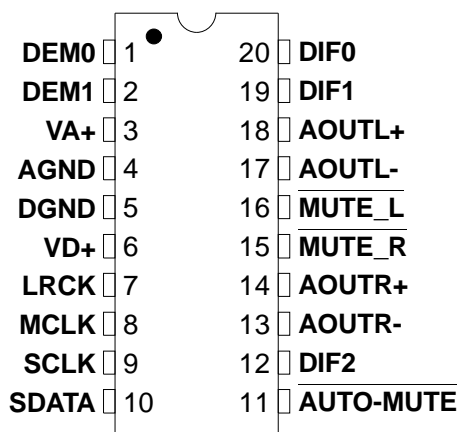 DEM0 1 20 DIF0
DEM1 2 19 DIF1
VA+ 3 18 AOUTL+
AGND 4 17 AOUTL-
DGND 5 16 MUTE_L
VD+ 6 15 MUTE_R
LRCK 7 14 AOUTR+
MCLK 8 13 AOUTR-
SCLK 9 12 DIF2
SDATA 10 11 AUTO-MUTE